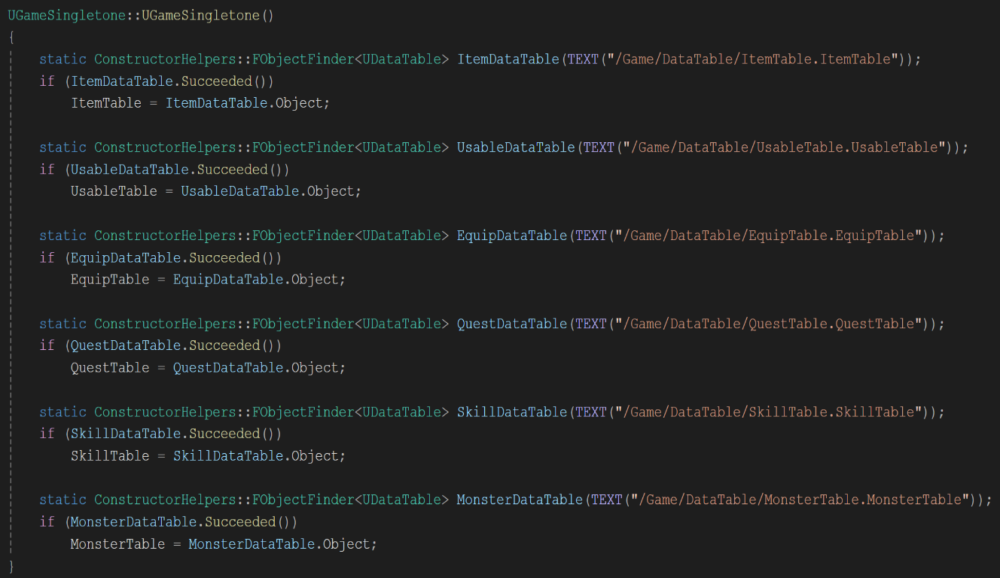 UGameSingletone::UGameSingletone()
{
static ConstructorHelpers::FObjectFinder<UDataTable> ItemDataTable(TEXT("/Game/DataTable/ItemTable.ItemTable"));
if (ItemDataTable.Succeeded())
ItemTable = ItemDataTable.Object;
static ConstructorHelpers::FObjectFinder<UDataTable> UsableDataTable(TEXT("/Game/DataTable/UsableTable.UsableTable"));
if (UsableDataTable.Succeeded())
UsableTable = UsableDataTable.Object;
static ConstructorHelpers::FObjectFinder<UDataTable> EquipDataTable(TEXT("/Game/DataTable/EquipTable.EquipTable"));
if (EquipDataTable.Succeeded())
EquipTable = EquipDataTable.Object;
static ConstructorHelpers::FObjectFinder<UDataTable> QuestDataTable(TEXT("/Game/DataTable/QuestTable.QuestTable"));
if (QuestDataTable.Succeeded())
QuestTable = QuestDataTable.Object;
static ConstructorHelpers::FObjectFinder<UDataTable> SkillDataTable(TEXT("/Game/DataTable/SkillTable.SkillTable"));
if (SkillDataTable.Succeeded())
SkillTable = SkillDataTable.Object;
static ConstructorHelpers::FObjectFinder<UDataTable> MonsterDataTable(TEXT("/Game/DataTable/MonsterTable.MonsterTable"));
if (MonsterDataTable.Succeeded())
MonsterTable = MonsterDataTable.Object;
}